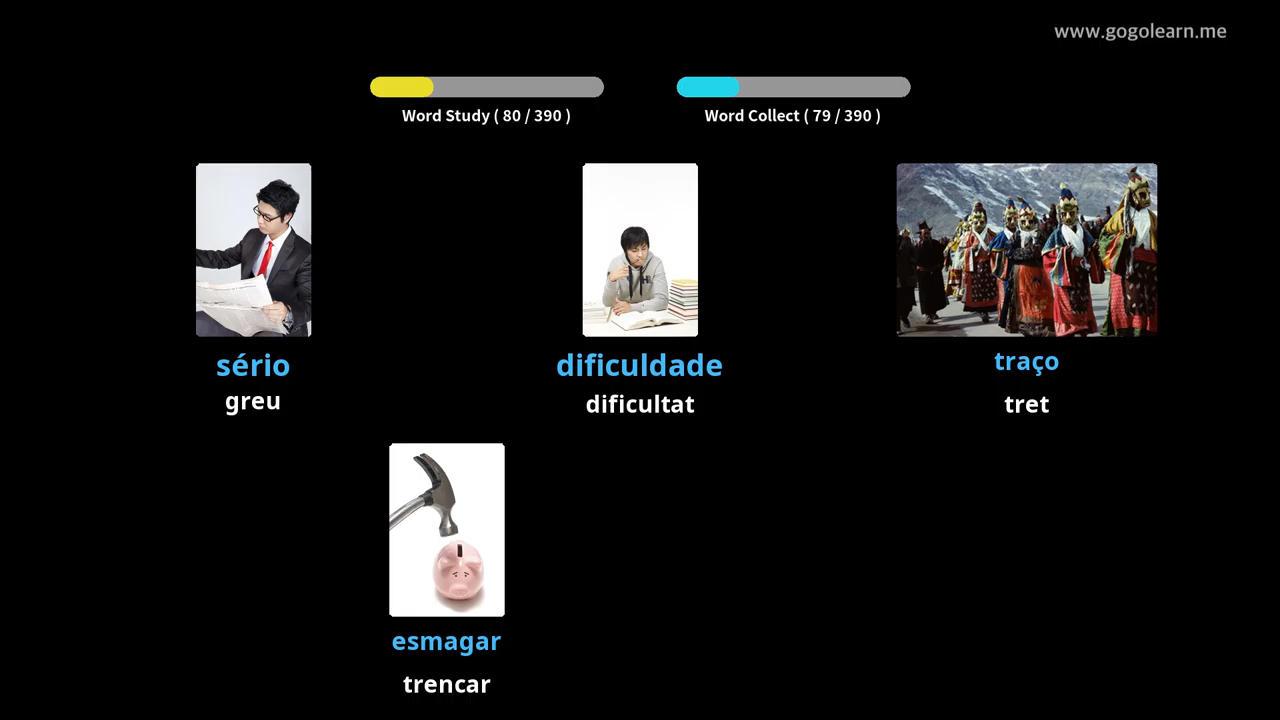 www.gogolearn.me
Word Study ( 80 / 390 )
Word Collect ( 79 / 390 )
sério
greu
dificuldade
dificultat
traço
tret
esmagar
trencar